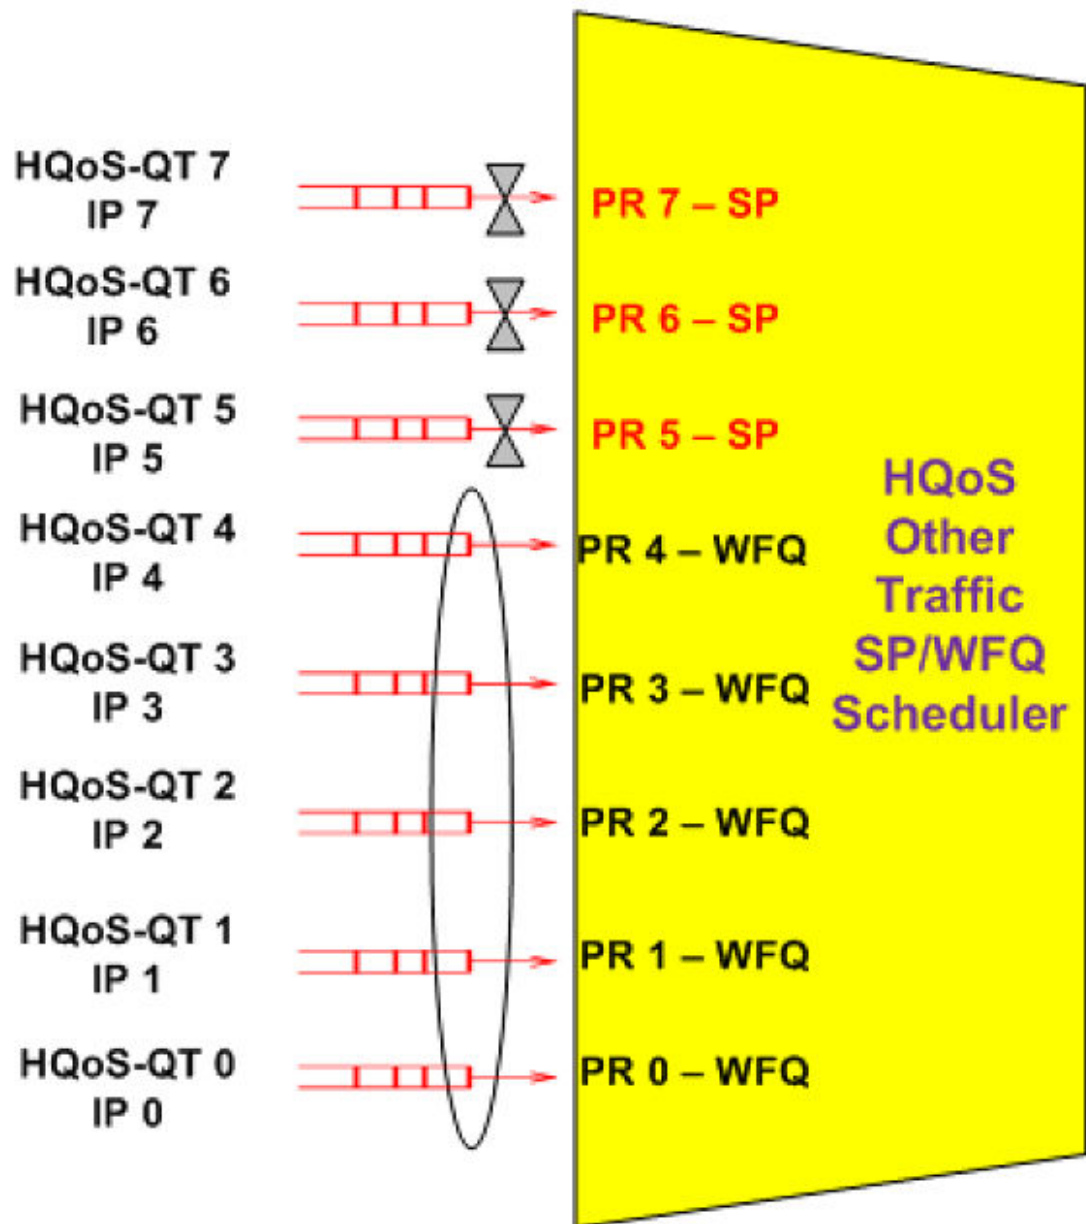 HQoS-QT 7
IP 7
PR 7 – SP
HQoS-QT 6
IP 6
PR 6 – SP
HQoS-QT 5
IP 5
PR 5 – SP
HQoS-QT 4
IP 4
PR 4 – WFQ
HQoS-QT 3
IP 3
PR 3 – WFQ
HQoS-QT 2
IP 2
PR 2 – WFQ
HQoS-QT 1
IP 1
PR 1 – WFQ
HQoS-QT 0
IP 0
PR 0 – WFQ
HQoS
Other
Traffic
SP/WFQ
Scheduler